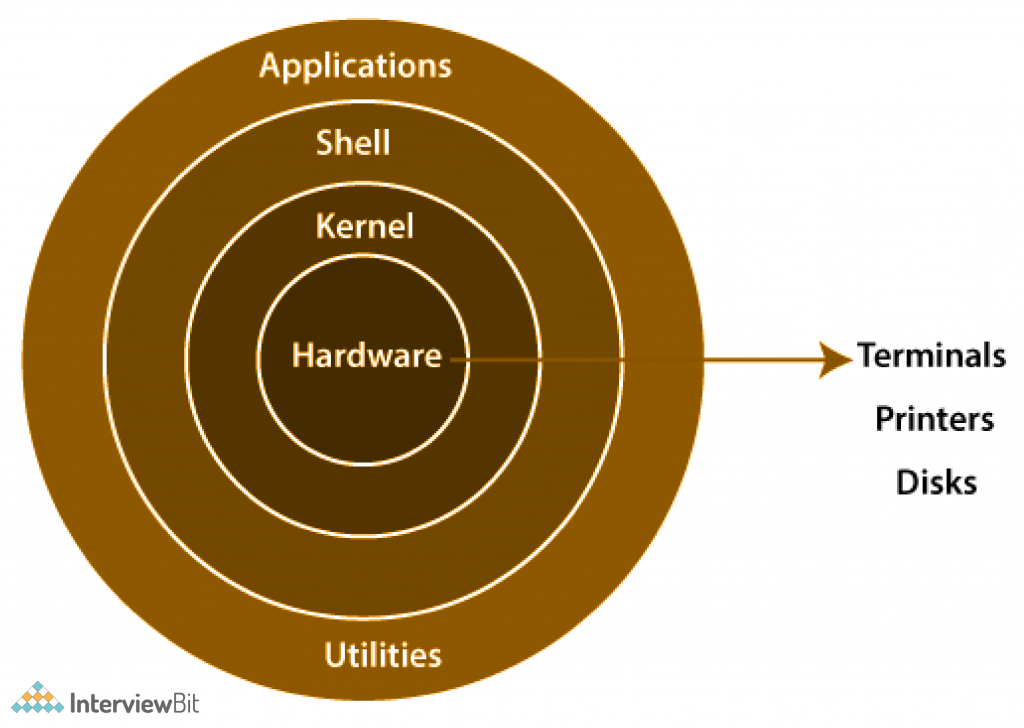 Applications
Shell
Kernel
Hardware
Terminals
Printers
Disks
Utilities
InterviewBit